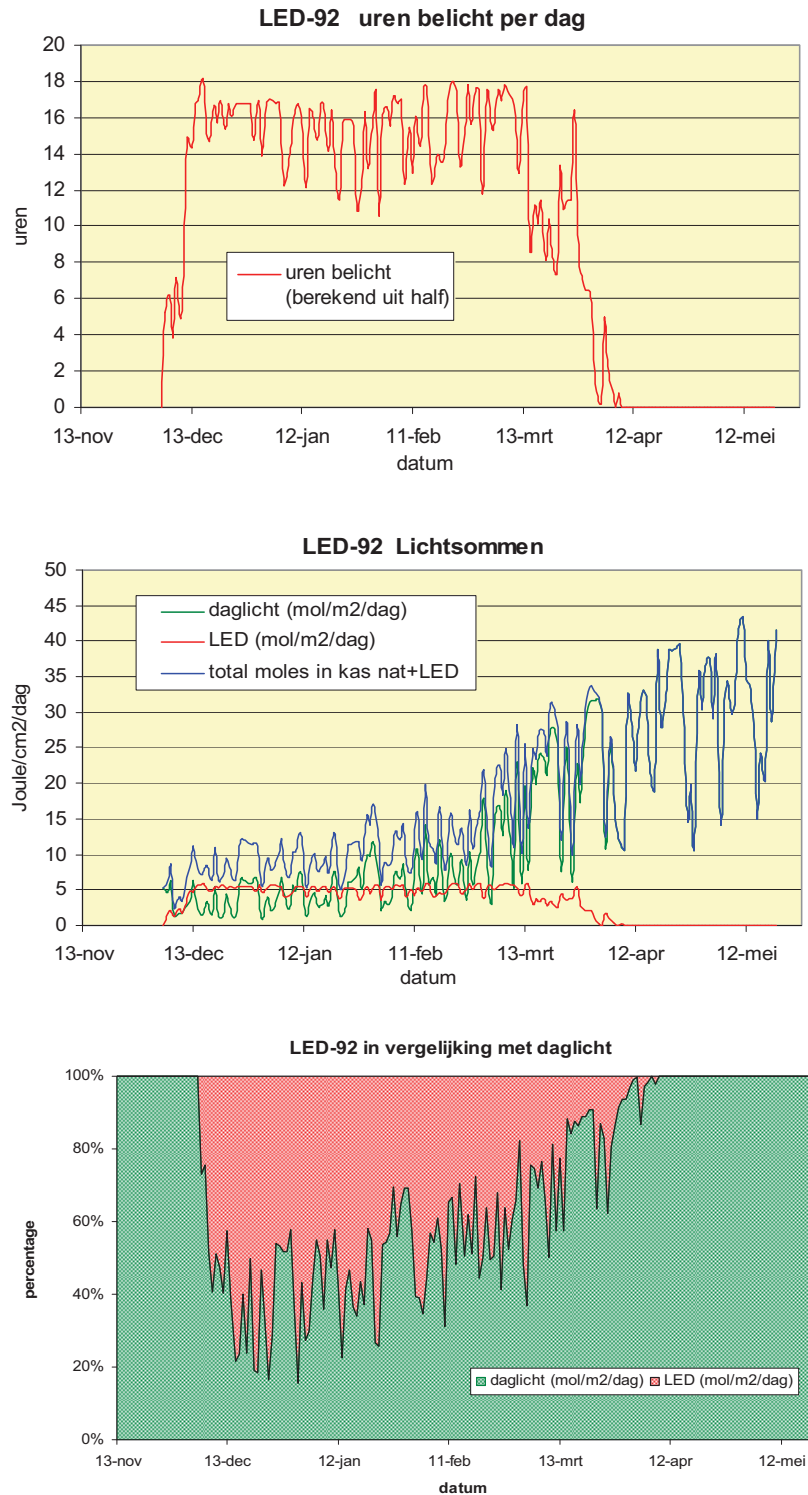 LED-92 uren belicht per dag
20
18
16
14
12
10
8
6
4
2
0
uren
uren belicht
(berekend uit half)
13-nov 13-dec 12-jan 11-feb 13-mrt 12-apr 12-mei
datum
LED-92 Lichtsommen
50
45
40
35
30
25
20
15
10
5
0
Joule/cm2/dag
daglicht (mol/m2/dag)
LED (mol/m2/dag)
total moles in kas nat+LED
13-nov 13-dec 12-jan 11-feb 13-mrt 12-apr 12-mei
datum
LED-92 in vergelijking met daglicht
100%
80%
60%
40%
20%
0%
percentage
daglicht (mol/m2/dag) LED (mol/m2/dag)
13-nov 13-dec 12-jan 11-feb 13-mrt 12-apr 12-mei
datum